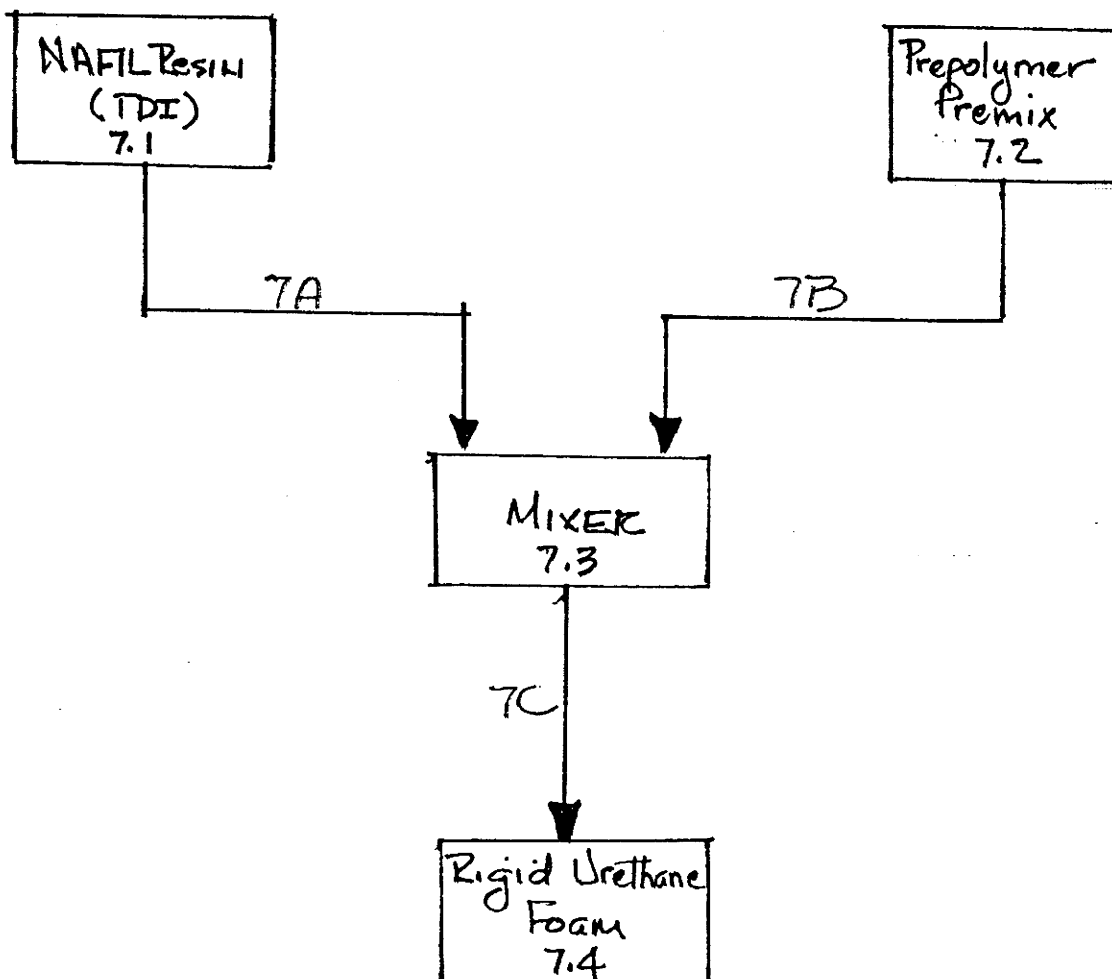 NAFIL Resin
(TDI)
7.1
Prepolymer
Premix
7.2
7A
7B
MIXER
7.3
7C
Rigid Urethane
Foam
7.4